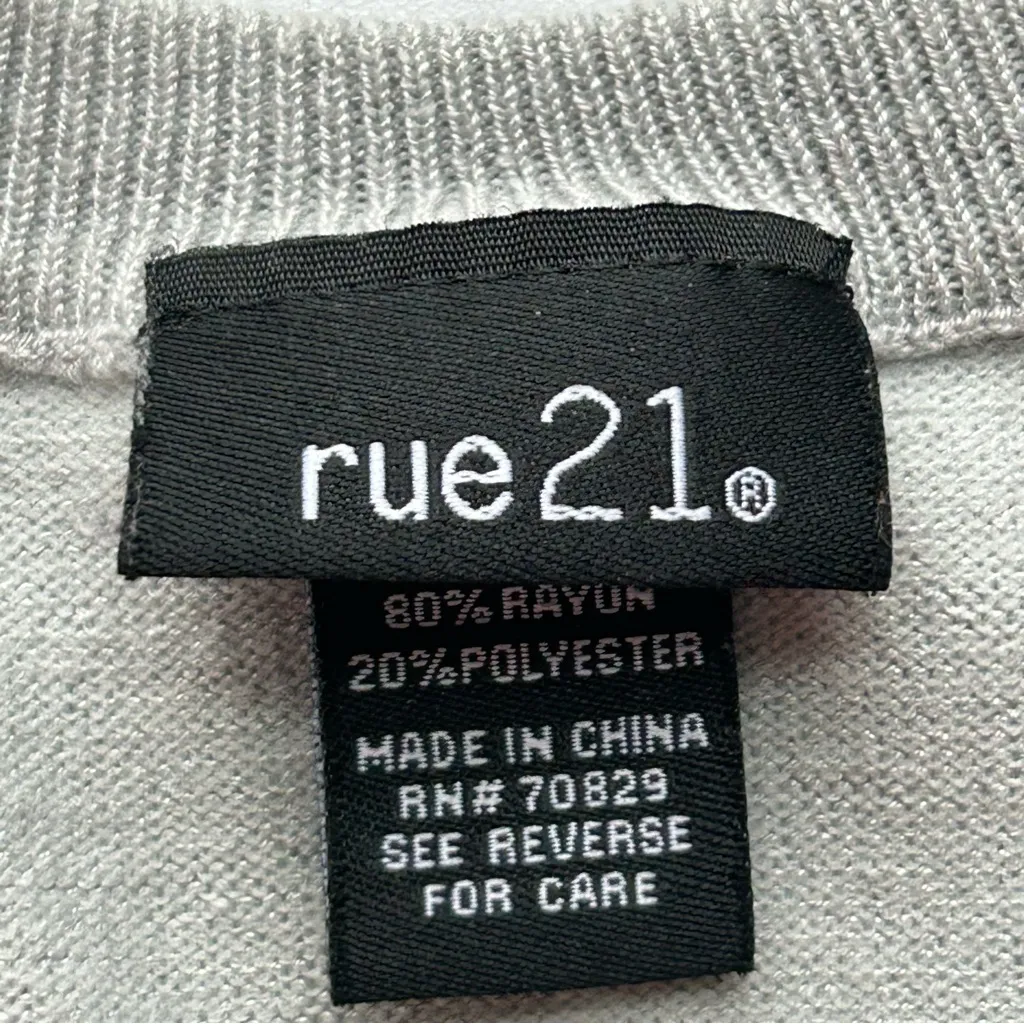 rue21®
80% RAYON
20% POLYESTER
MADE IN CHINA
RN# 70829
SEE REVERSE
FOR CARE